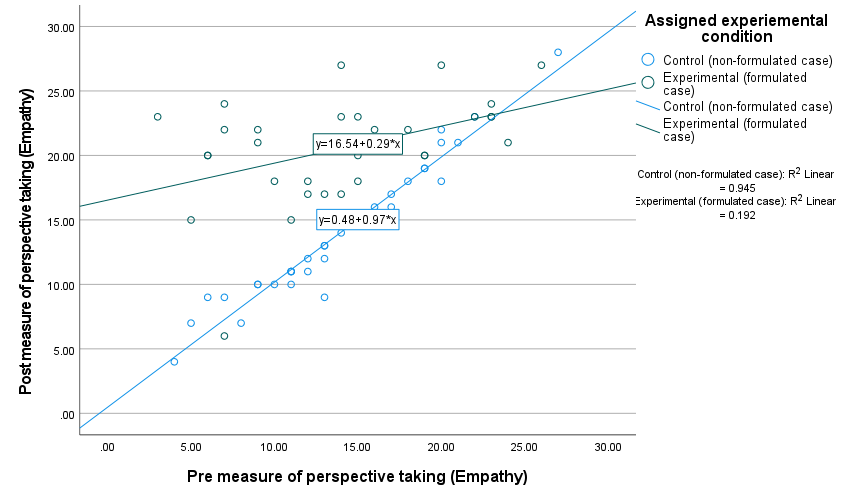 Assigned experiemental
condition
Control (non-formulated case)
Experimental (formulated
case)
Control (non-formulated case)
Experimental (formulated
case)
Control (non-formulated case): R2 Linear
= 0.945
Experimental (formulated case): R2 Linear
= 0.192
30.00
25.00
20.00
15.00
10.00
5.00
.00
Post measure of perspective taking (Empathy)
y=16.54+0.29*x
y=0.48+0.97*x
.00 5.00 10.00 15.00 20.00 25.00 30.00
Pre measure of perspective taking (Empathy)